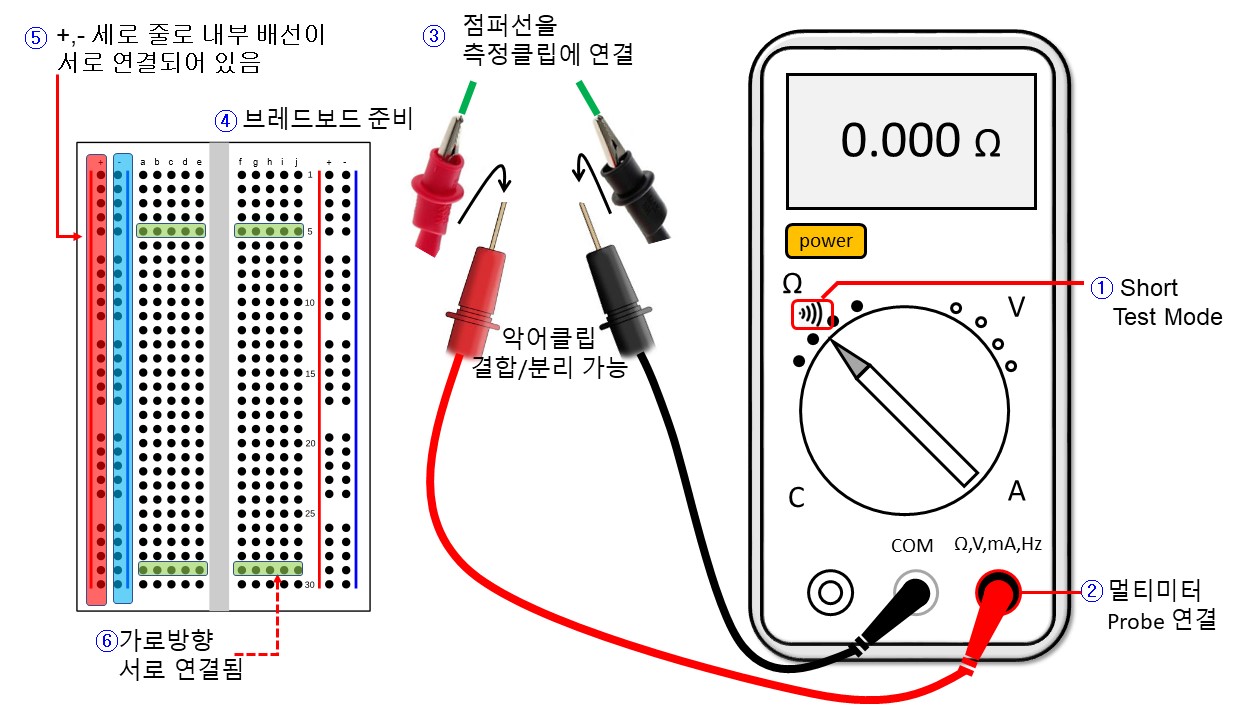 ⑤ +,- 세로 줄로 내부 배선이
서로 연결되어 있음
③ 점퍼선을
측정클립에 연결
④ 브레드보드 준비
+ - a b c d e f g h i j + -
1
5
10
15
20
25
30
⑥가로방향
서로 연결됨
악어클립
결합/분리 가능
0.000 Ω
power
Ω
V
① Short
Test Mode
C
A
COM
Ω,V,mA,Hz
② 멀티미터
Probe 연결